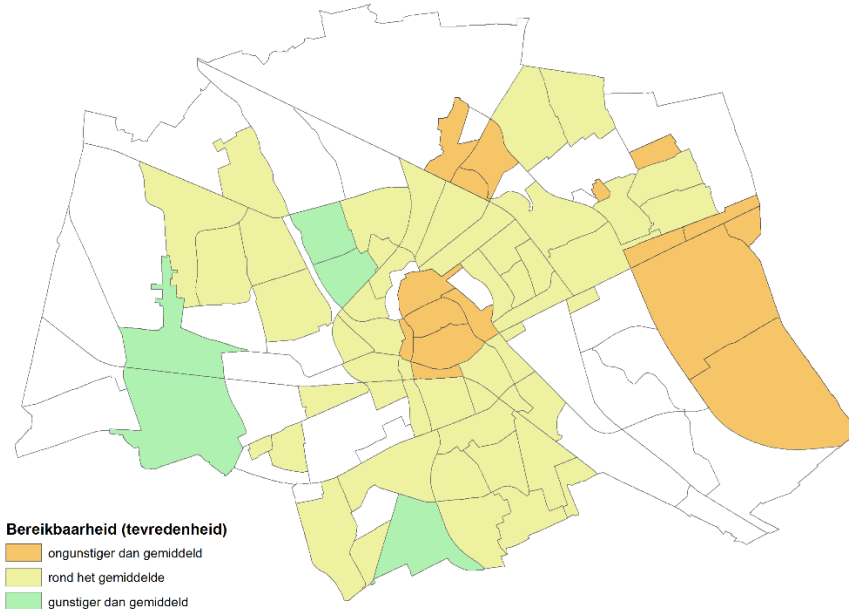 Bereikbaarheid (tevredenheid)
ongunstiger dan gemiddeld
rond het gemiddelde
gunstiger dan gemiddeld